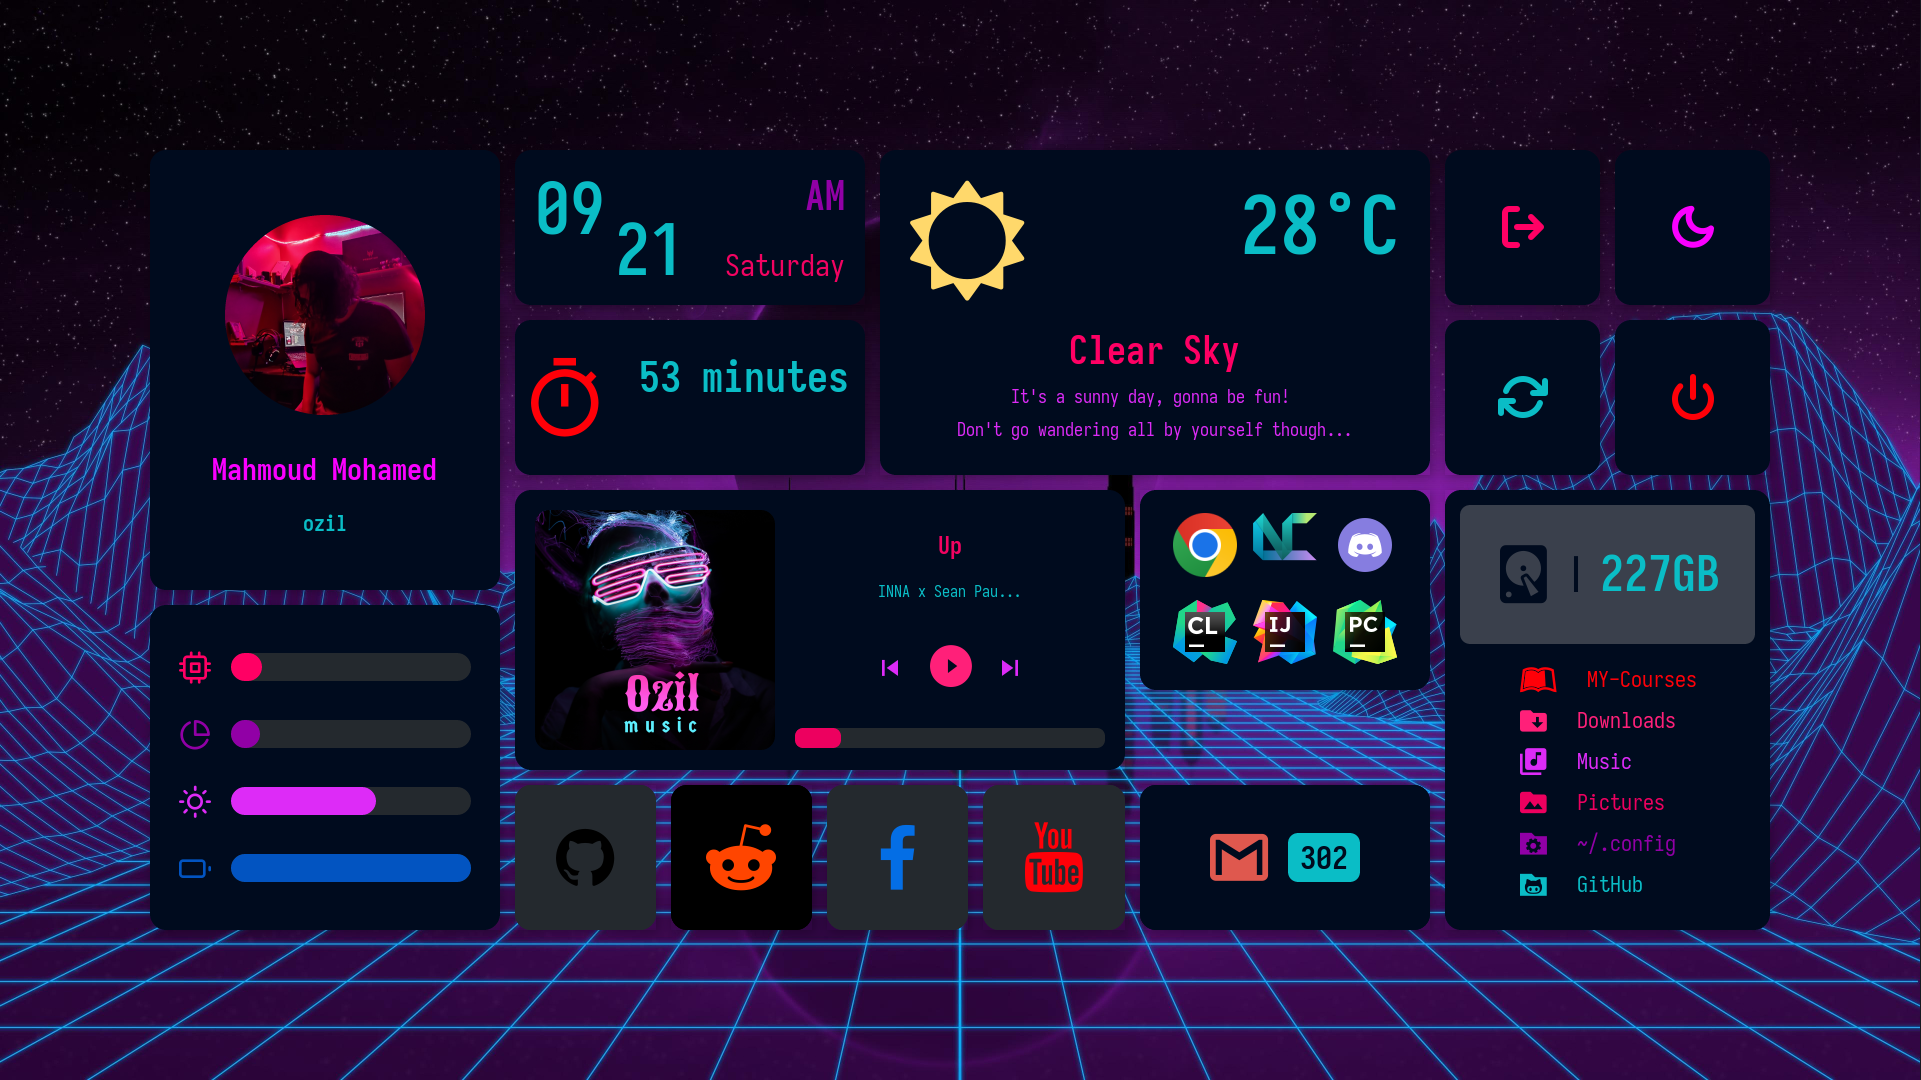 Mahmoud Mohamed
ozil
09
21
AM
Saturday
53 minutes
28°C
Clear Sky
It's a sunny day, gonna be fun!
Don't go wandering all by yourself though...
Ozil
music
Up
INNA x Sean Pau...
CL
IJ
PC
227GB
MY-Courses
Downloads
Music
Pictures
~/.config
GitHub
You
Tube
302